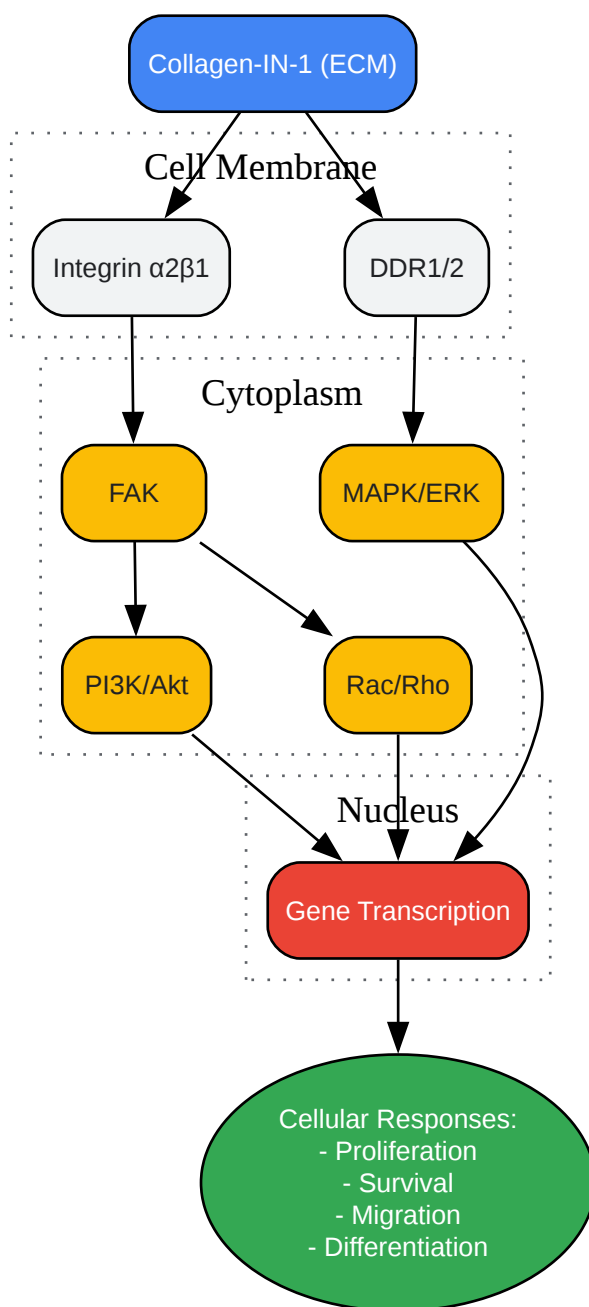 Collagen-IN-1 (ECM)
Cell Membrane
Integrin α2β1
DDR1/2
Cytoplasm
FAK
MAPK/ERK
PI3K/Akt
Rac/Rho
Nucleus
Gene Transcription
Cellular Responses:
- Proliferation
- Survival
- Migration
- Differentiation